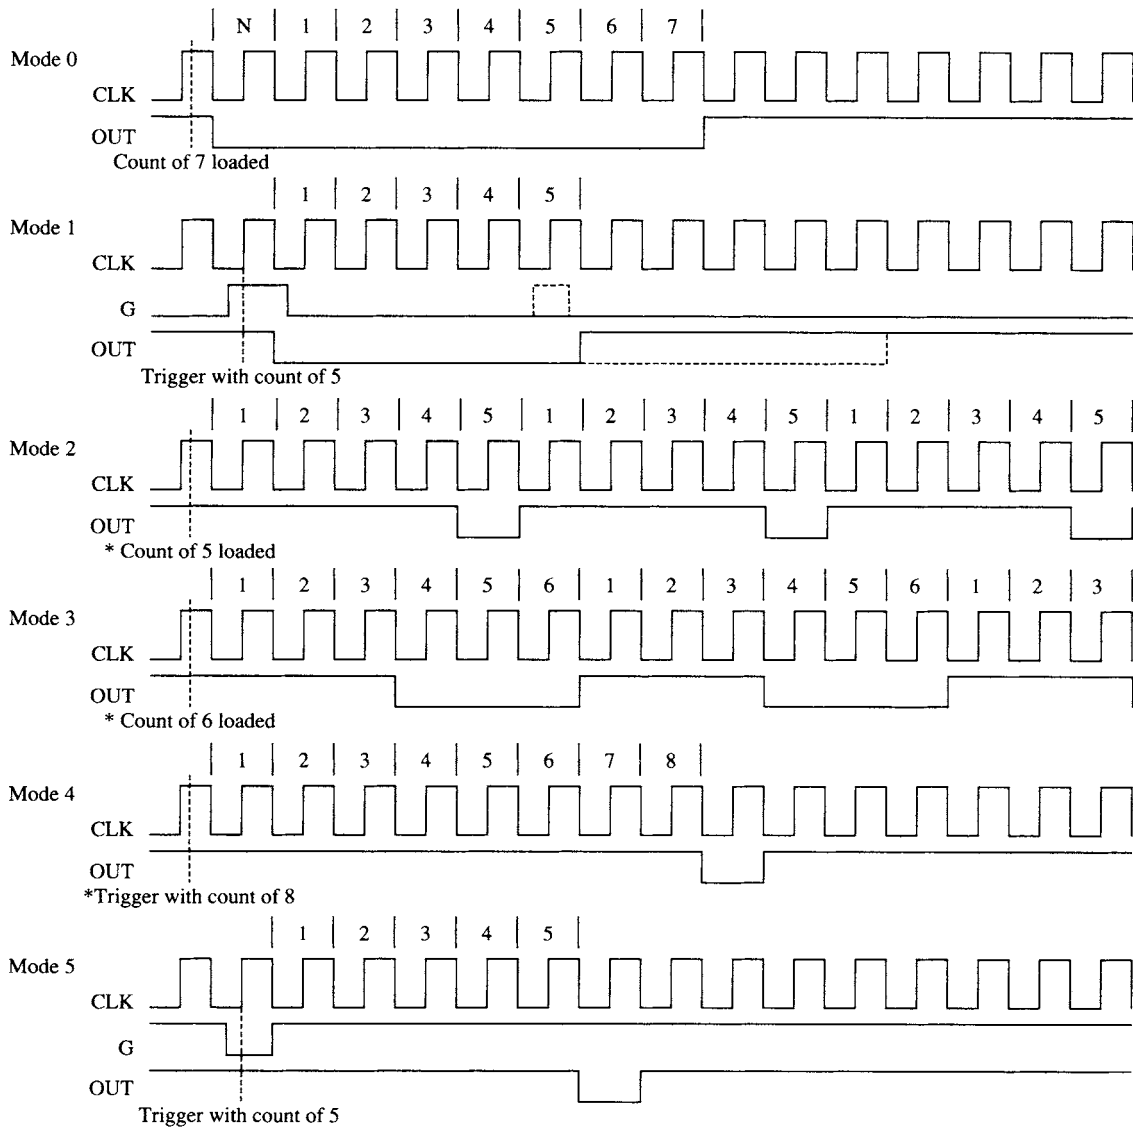 N 1 2 3 4 5 6 7
Mode 0
CLK
OUT
Count of 7 loaded
1 2 3 4 5
Mode 1
CLK
G
OUT
Trigger with count of 5
1 2 3 4 5 1 2 3 4 5 1 2 3 4 5
Mode 2
CLK
OUT
* Count of 5 loaded
1 2 3 4 5 6 1 2 3 4 5 6 1 2 3
Mode 3
CLK
OUT
* Count of 6 loaded
1 2 3 4 5 6 7 8
Mode 4
CLK
OUT
*Trigger with count of 8
1 2 3 4 5
Mode 5
CLK
G
OUT
Trigger with count of 5